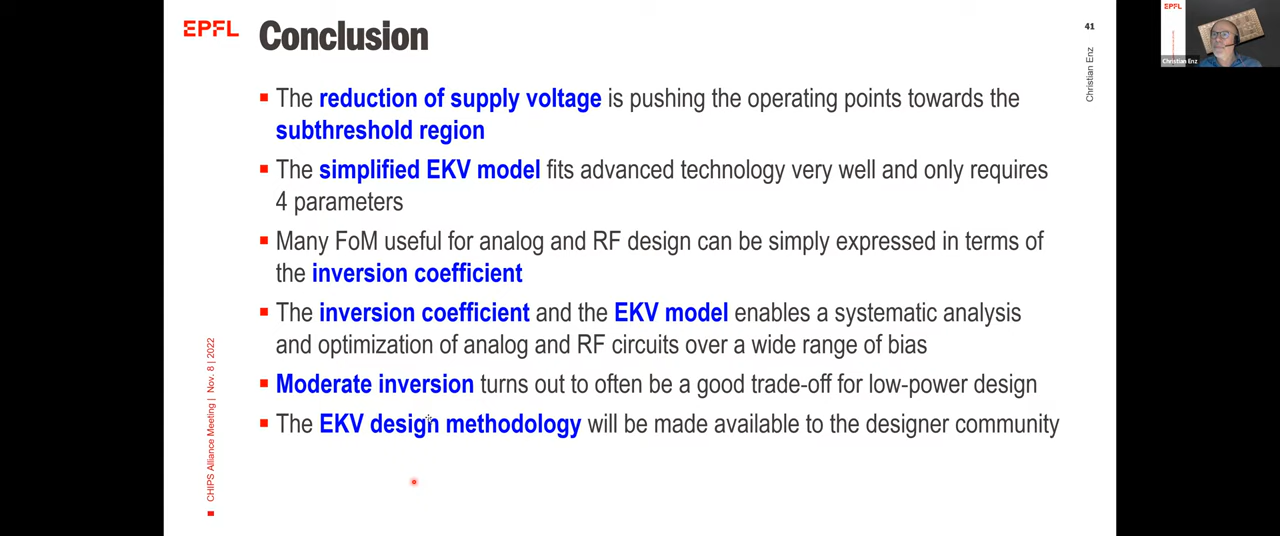 EPFL
Conclusion
41
Christian Enz
The reduction of supply voltage is pushing the operating points towards the
subthreshold region
The simplified EKV model fits advanced technology very well and only requires
4 parameters
Many FoM useful for analog and RF design can be simply expressed in terms of
the inversion coefficient
The inversion coefficient and the EKV model enables a systematic analysis
and optimization of analog and RF circuits over a wide range of bias
Moderate inversion turns out to often be a good trade-off for low-power design
The EKV design methodology will be made available to the designer community
CHIPS Alliance Meeting | Nov. 8 | 2022
EPFL
Christian Enz